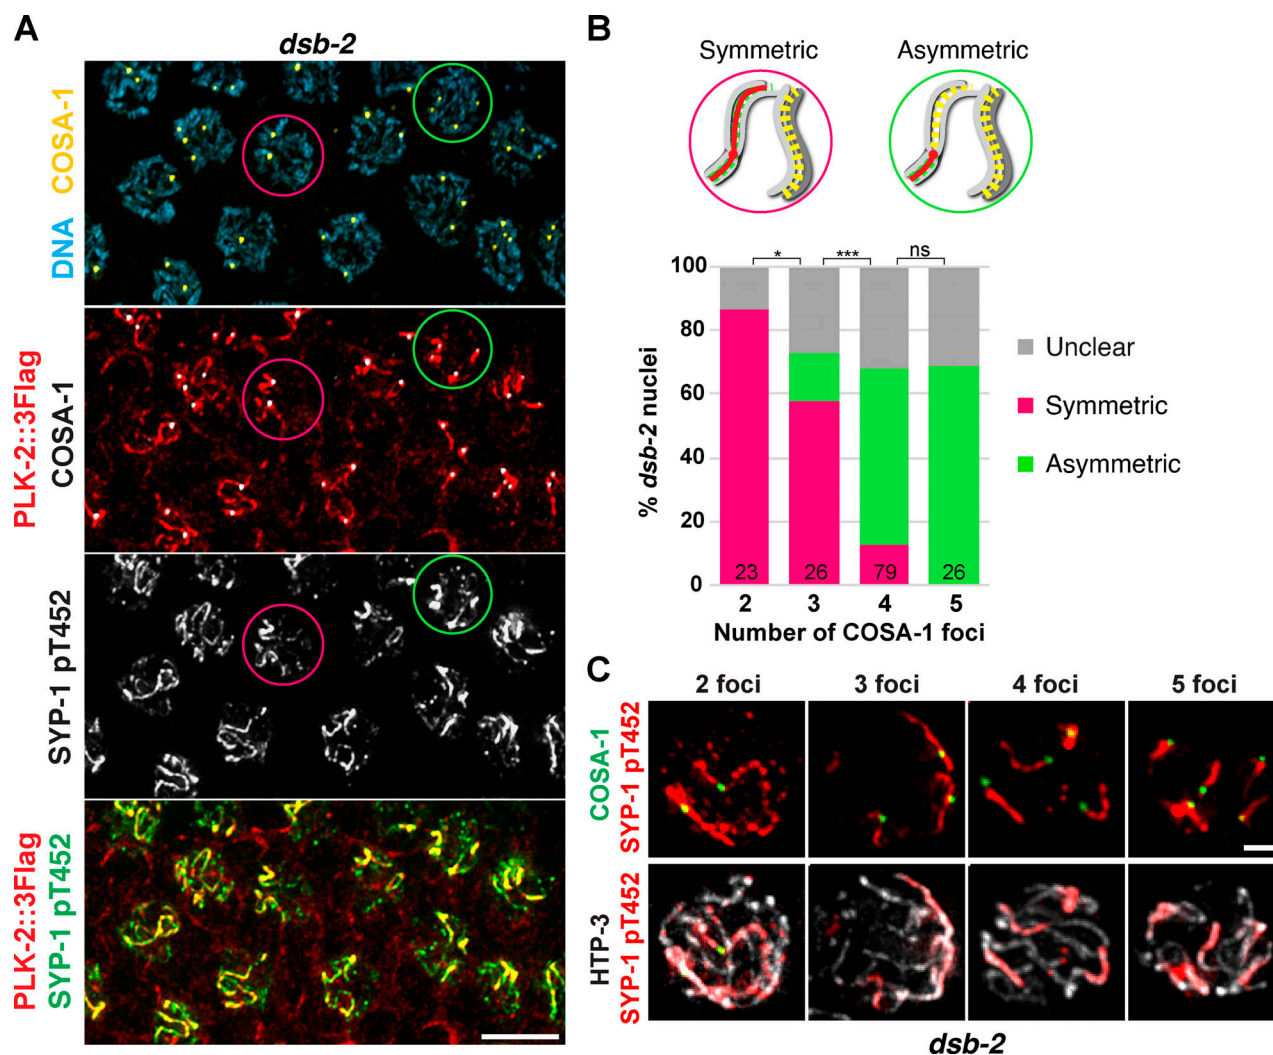 A
dsb-2
DNA COSA-1
PLK-2::3Flag
COSA-1
SYP-1 pT452
PLK-2::3Flag
SYP-1 pT452
B
Symmetric
Asymmetric
% dsb-2 nuclei
100
80
60
40
20
0
* *** ns
23 26 79 26
2 3 4 5
Number of COSA-1 foci
Unclear
Symmetric
Asymmetric
C
2 foci 3 foci 4 foci 5 foci
COSA-1
SYP-1 pT452
HTP-3
SYP-1 pT452
dsb-2